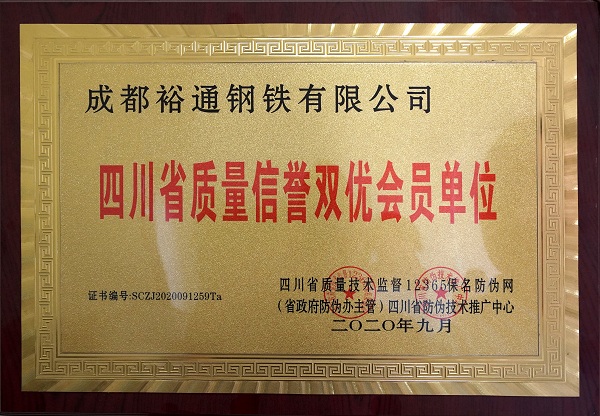 成都裕通钢铁有限公司
四川省质量信誉双优会员单位
证书编号:SCZJ2020091259Ta
四川省质量技术监督12365保名防伪网
（省政府防伪办主管）四川省防伪技术推广中心
二〇二〇年九月